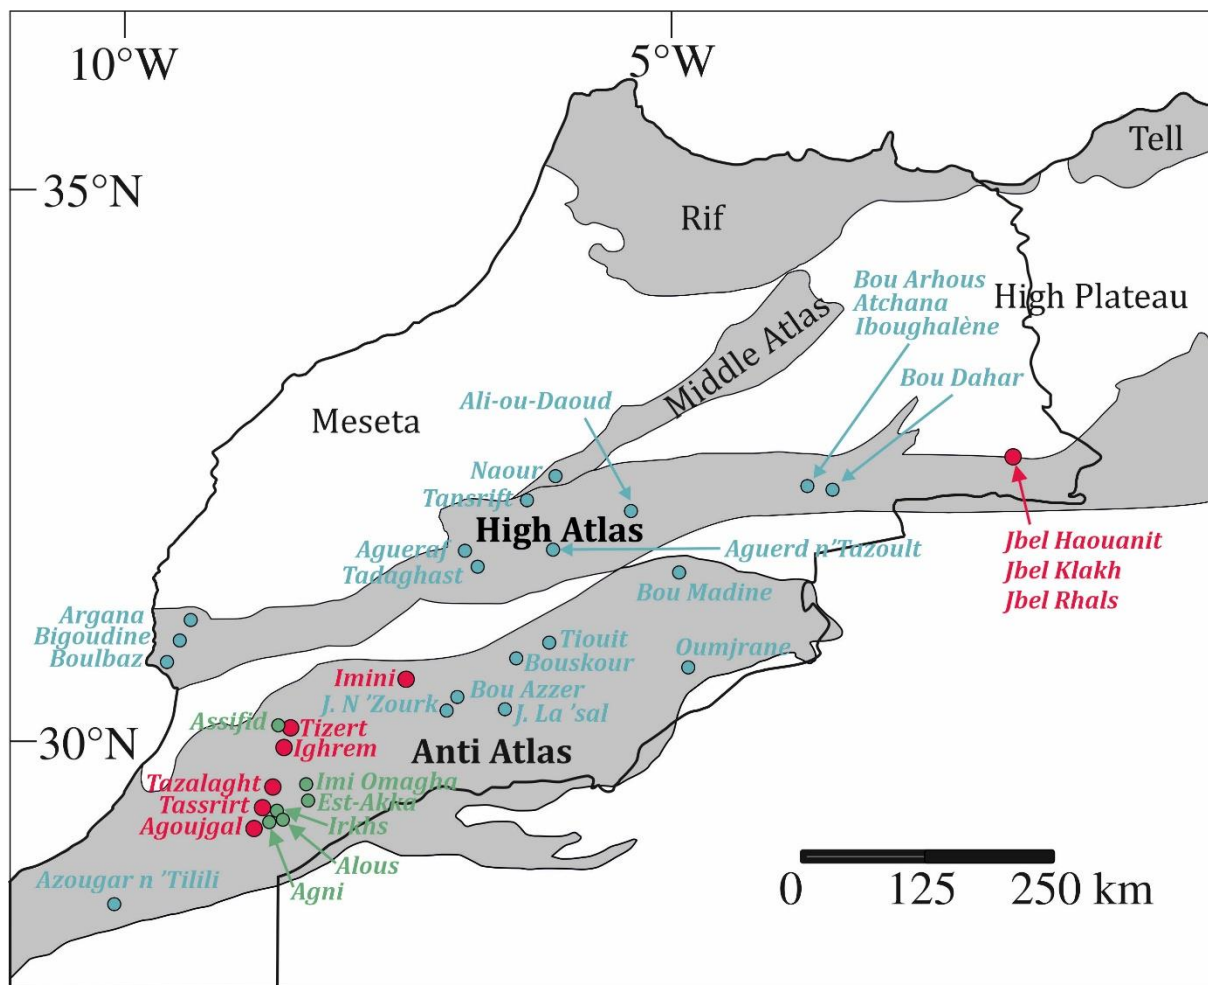 10°W
5°W
35°N
Tell
Rif
Bou Arhous
Atchana
Iboughalène
High Plateau
Middle Atlas
Bou Dahar
Ali-ou-Daoud
Meseta
Naour
Tansrift
High Atlas
Agueraf
Tadaghast
Aguerd n'Tazoult
Jbel Haouanit
Jbel Klakh
Jbel Rhals
Bou Madine
Argana
Bigoudine
Boulbaz
Tiouit
Bouskour
Oumjrane
Imini
Bou Azzer
J. N 'Zourk
J. La 'sal
Assifid
Tizert
Ighrem
30°N
Anti Atlas
Tazalaght
Imi Omagha
Tassrirt
Est-Akka
Agoujgal
Irkhs
Alous
Agni
Azougar n 'Tilili
0 125 250 km